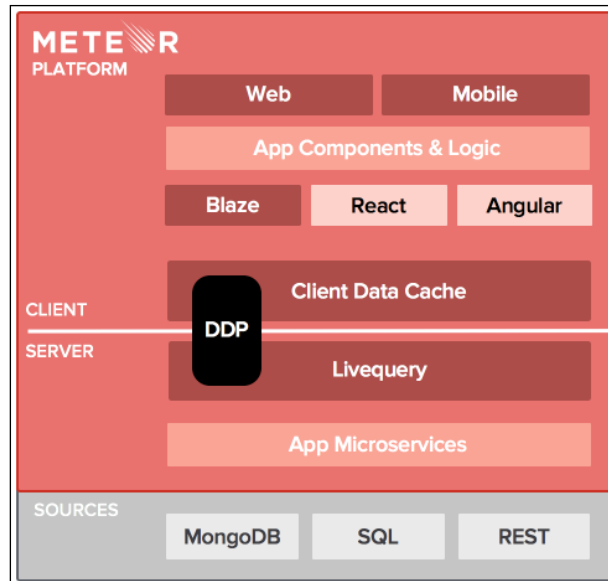 METEOR
PLATFORM
Web
Mobile
App Components & Logic
Blaze
React
Angular
Client Data Cache
CLIENT
DDP
SERVER
Livequery
App Microservices
SOURCES
MongoDB
SQL
REST